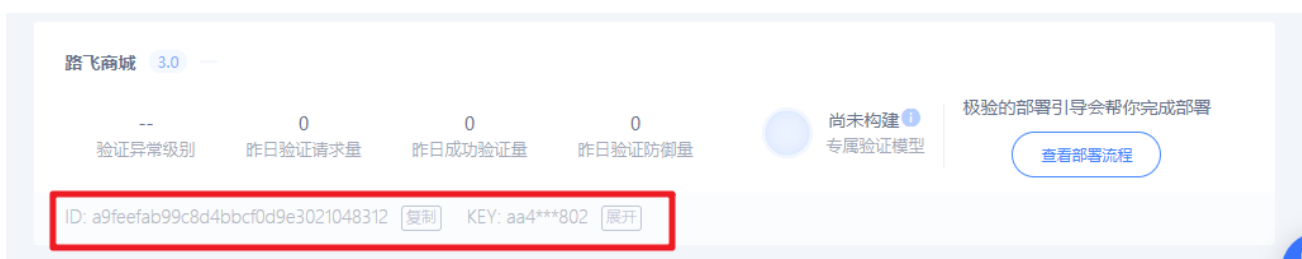 路飞商城 3.0
极验的部署引导会帮你完成部署
-- 0 0 0 尚未构建
验证异常级别 昨日验证请求量 昨日成功验证量 昨日验证防御量 专属验证模型
查看部署流程
ID: a9feefab99c8d4bbcf0d9e3021048312 复制 KEY: aa4***802 展开